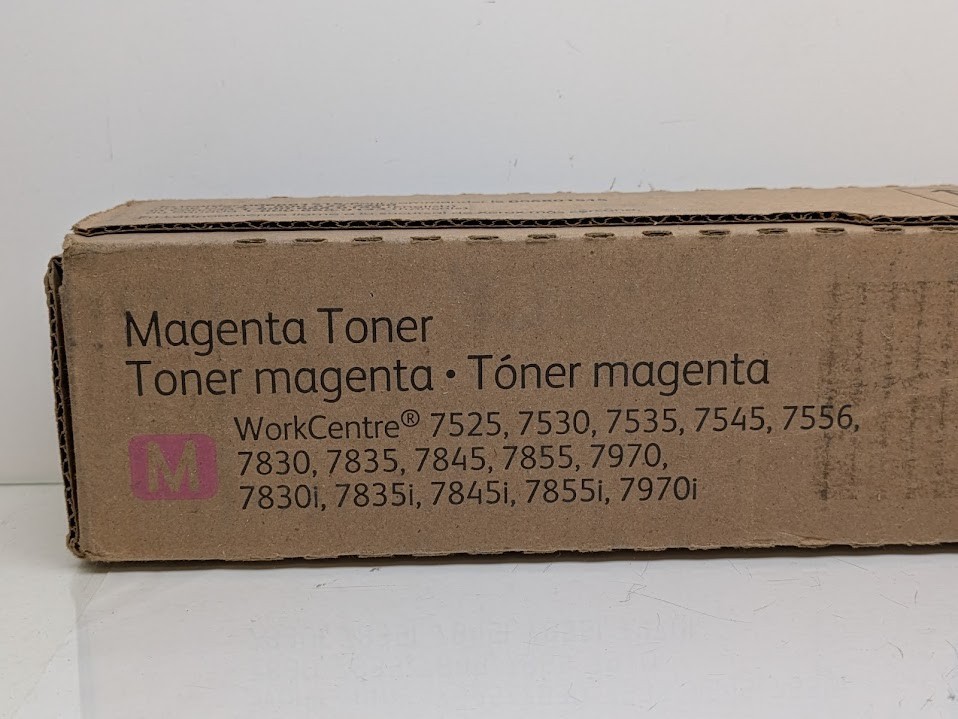 Magenta Toner
Toner magenta • Tóner magenta
WorkCentre® 7525, 7530, 7535, 7545, 7556,
M
7830, 7835, 7845, 7855, 7970,
7830i, 7835i, 7845i, 7855i, 7970i